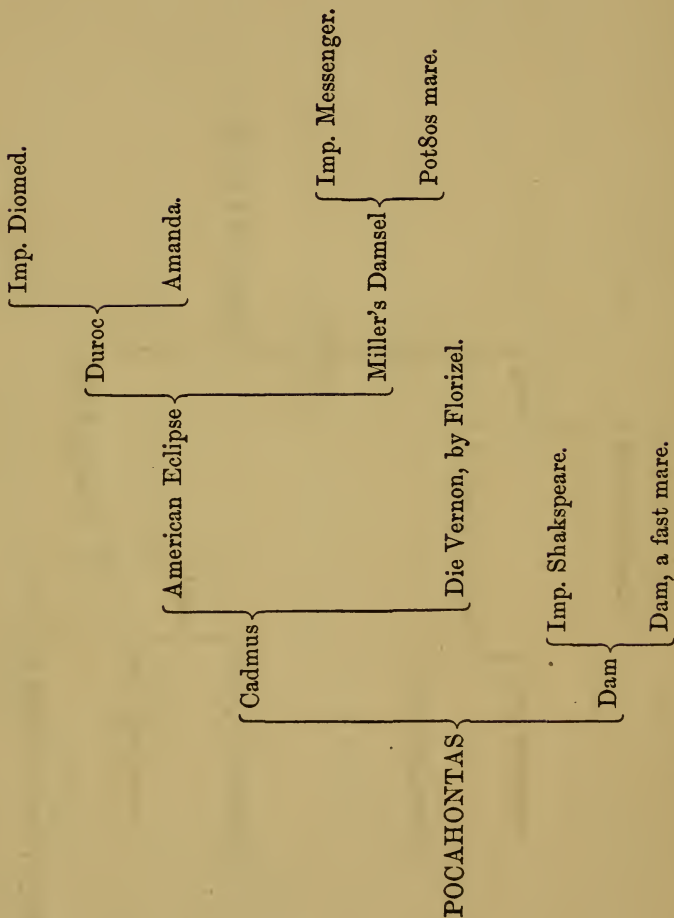 Imp. Diomed.
Duroc
Amanda.
American Eclipse
Imp. Messenger.
Miller's Damsel
Pot8os mare.
Cadmus
Die Vernon, by Florizel.
POCAHONTAS
Imp. Shakspeare.
Dam
Dam, a fast mare.